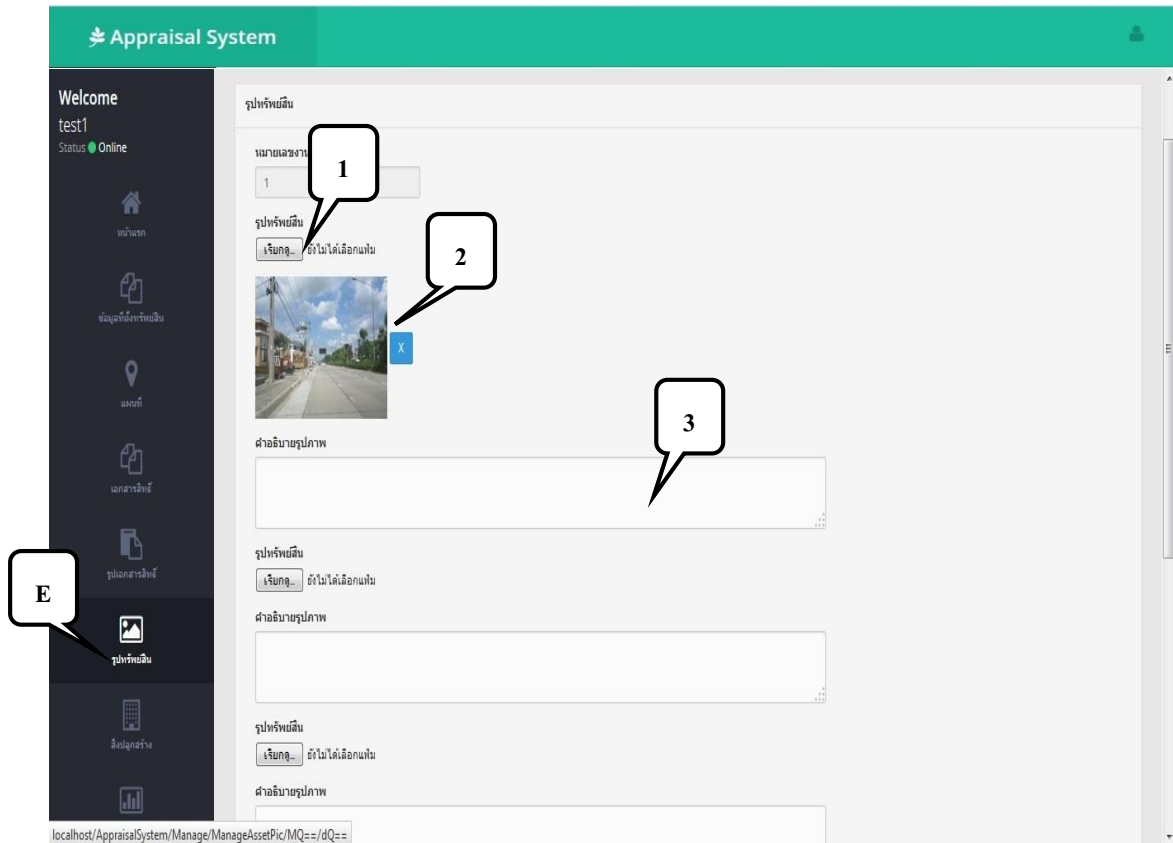 Appraisal System
Welcome
test1
Status Online
หน้าแรก
ข้อมูลที่ตั้งทรัพย์สิน
แผนที่
เอกสารสิทธิ์
รูปเอกสารสิทธิ์
E
รูปทรัพย์สิน
สิ่งปลูกสร้าง
รูปทรัพย์สิน
หมายเลขงาน
1
1
รูปทรัพย์สิน
เรียกดู... ยังไม่ได้เลือกแฟ้ม
2
X
3
คำอธิบายรูปภาพ
รูปทรัพย์สิน
เรียกดู... ยังไม่ได้เลือกแฟ้ม
คำอธิบายรูปภาพ
รูปทรัพย์สิน
เรียกดู... ยังไม่ได้เลือกแฟ้ม
คำอธิบายรูปภาพ
localhost/AppraisalSystem/Manage/ManageAssetPic/MQ==/dQ==